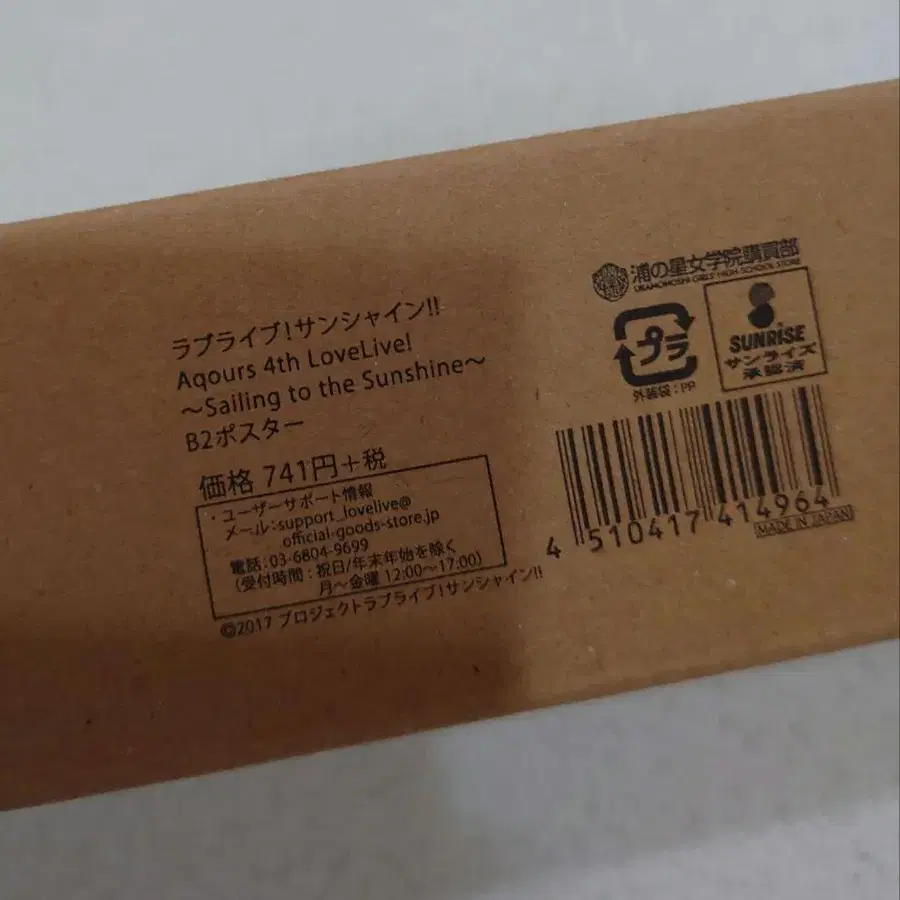 ラブライブ!サンシャイン!!
Aqours 4th LoveLive!
～Sailing to the Sunshine～
B2ポスター
価格 741円+税
・ユーザーサポート情報
メール:support_lovelive@
official-goods-store.jp
電話:03-6804-9699
(受付時間:祝日/年末年始を除く
月～金曜 12:00～17:00)
©2017 プロジェクトラブライブ!サンシャイン!!
浦の星女学院購買部
URANOHOSHI GIRLS' HIGH SCHOOL STORE
プラ
外装袋:PP
SUNRISE
サンライズ
承認済
4 510417 414964
MADE IN JAPAN